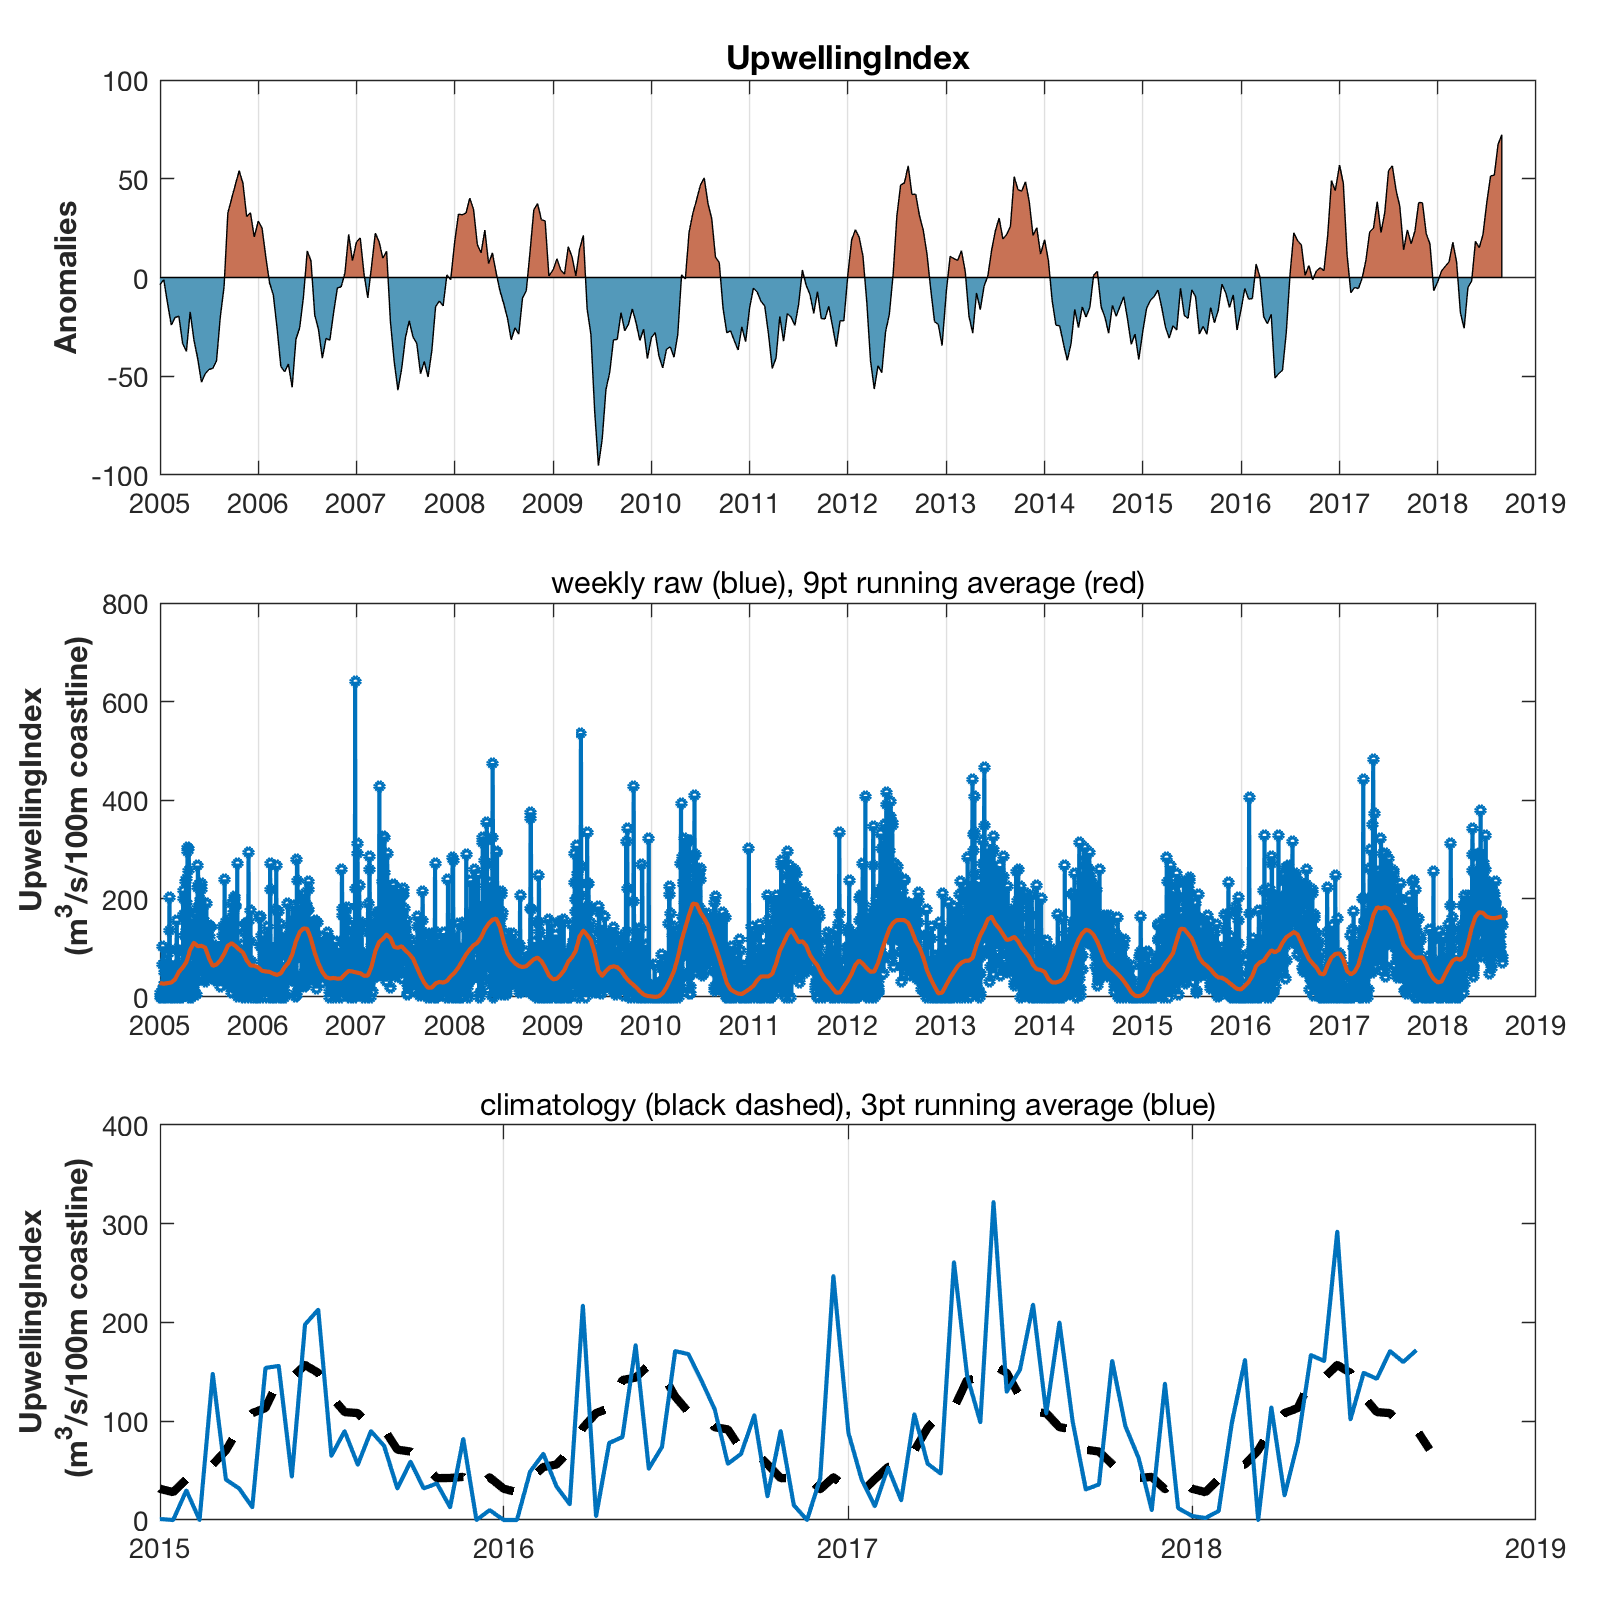 UpwellingIndex
100
50
0
-50
-100
Anomalies
2005 2006 2007 2008 2009 2010 2011 2012 2013 2014 2015 2016 2017 2018 2019
weekly raw (blue), 9pt running average (red)
800
600
400
200
0
UpwellingIndex
(m³/s/100m coastline)
2005 2006 2007 2008 2009 2010 2011 2012 2013 2014 2015 2016 2017 2018 2019
climatology (black dashed), 3pt running average (blue)
400
300
200
100
0
UpwellingIndex
(m³/s/100m coastline)
2015 2016 2017 2018 2019